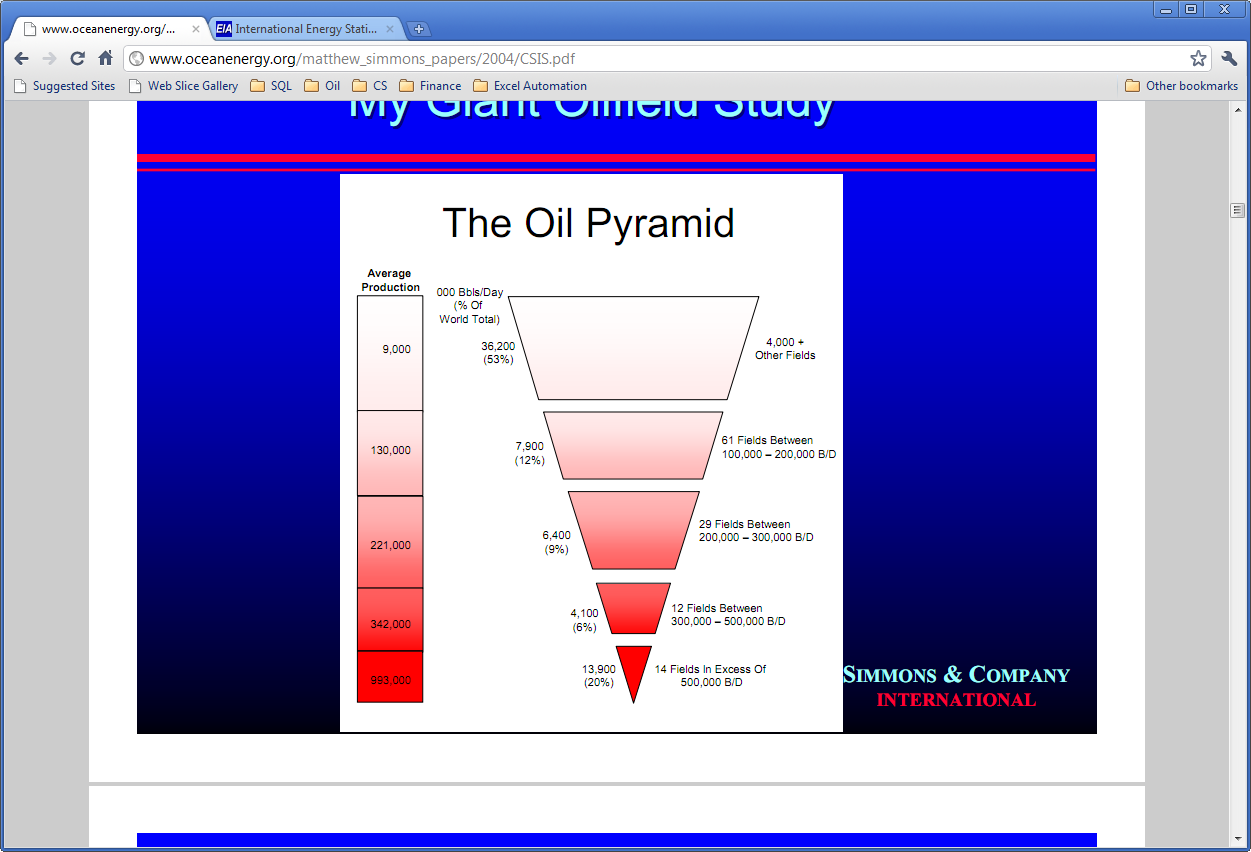 www.oceanenergy.org/...
EIA International Energy Stati...
www.oceanenergy.org/matthew_simmons_papers/2004/CSIS.pdf
Suggested Sites
Web Slice Gallery
SQL
Oil
CS
Finance
Excel Automation
Other bookmarks
My Giant Oilfield Study
The Oil Pyramid
Average
Production
000 Bbls/Day
(% Of
World Total)
9,000
36,200
(53%)
4,000 +
Other Fields
130,000
7,900
(12%)
61 Fields Between
100,000 – 200,000 B/D
221,000
6,400
(9%)
29 Fields Between
200,000 – 300,000 B/D
342,000
4,100
(6%)
12 Fields Between
300,000 – 500,000 B/D
993,000
13,900
(20%)
14 Fields In Excess Of
500,000 B/D
SIMMONS & COMPANY
INTERNATIONAL